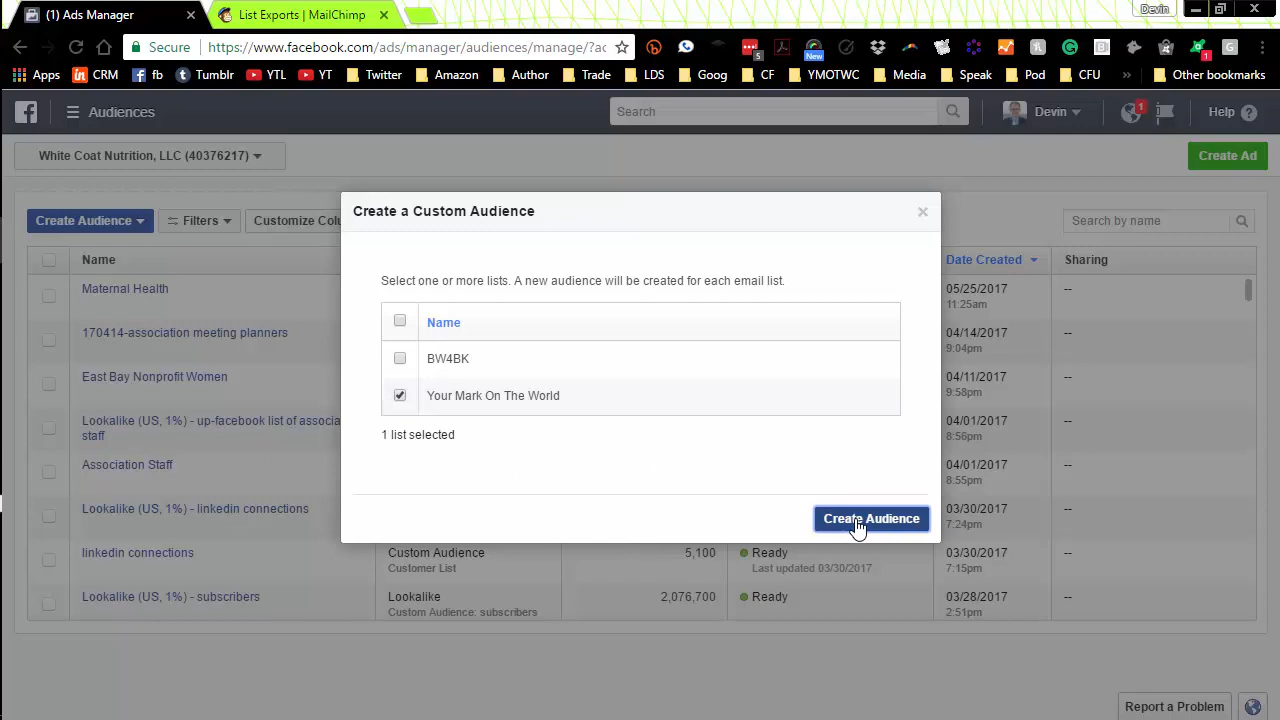 (1) Ads Manager
List Exports | MailChimp
Devin
Secure
https://www.facebook.com/ads/manager/audiences/manage/?ac
5
New
1
G
Apps
in CRM
fb
Tumblr
YTL
YT
Twitter
Amazon
Author
Trade
LDS
Goog
CF
YMOTWC
Media
Speak
Pod
CFU
»
Other bookmarks
Audiences
Search
Devin
1
Help
White Coat Nutrition, LLC (40376217)
Create Ad
Create a Custom Audience
Create Audience
Filters
Customize Colu
Search by name
Name
Date Created
Sharing
Select one or more lists. A new audience will be created for each email list.
Maternal Health
05/25/2017
--
11:25am
Name
170414-association meeting planners
04/14/2017
--
9:04pm
BW4BK
East Bay Nonprofit Women
04/11/2017
--
9:58pm
Your Mark On The World
Lookalike (US, 1%) - up-facebook list of associa
staff
04/01/2017
--
8:56pm
1 list selected
Association Staff
04/01/2017
--
8:55pm
Lookalike (US, 1%) - linkedin connections
03/30/2017
--
7:24pm
Create Audience
linkedin connections
Custom Audience
Customer List
5,100
Ready
Last updated 03/30/2017
03/30/2017
7:15pm
--
Lookalike (US, 1%) - subscribers
Lookalike
Custom Audience: subscribers
2,076,700
Ready
03/28/2017
2:51pm
--
Report a Problem